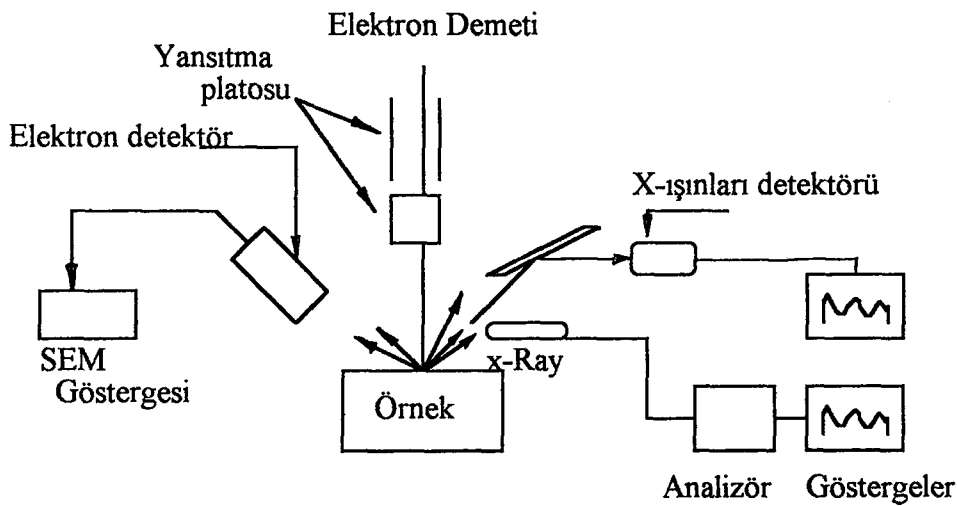 Elektron Demeti
Yansıtma
platosu
Elektron detektör
X-ışınları detektörü
SEM
Göstergesi
x-Ray
Örnek
Analizör
Göstergeler